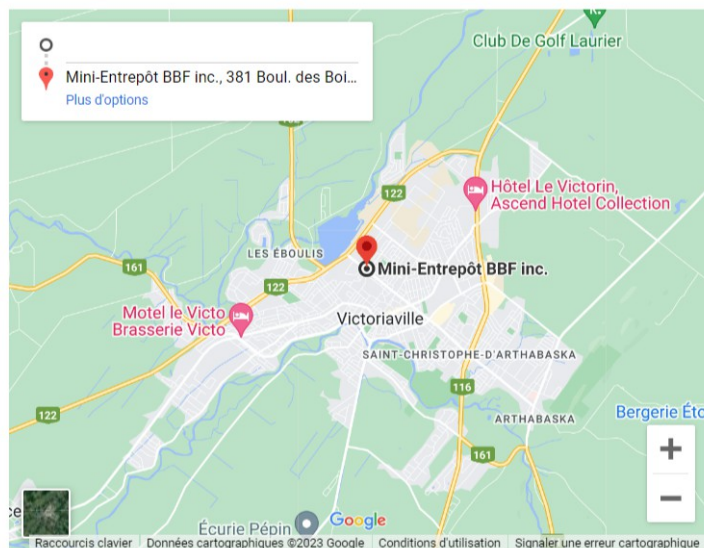 Club De Golf Laurier
Mini-Entrepôt BBF inc., 381 Boul. des Boi...
Plus d'options
122
Hôtel Le Victorin,
Ascend Hotel Collection
LES ÉBOULIS
161
Mini-Entrepôt BBF inc.
122
Motel le Victo
Brasserie Victo
Victoriaville
SAINT-CHRISTOPHE-D'ARTHABASKA
116
122
ARTHABASKA
Bergerie Éto
161
Écurie Pépin
Google
Raccourcis clavier
Données cartographiques ©2023 Google
Conditions d'utilisation
Signaler une erreur cartographique